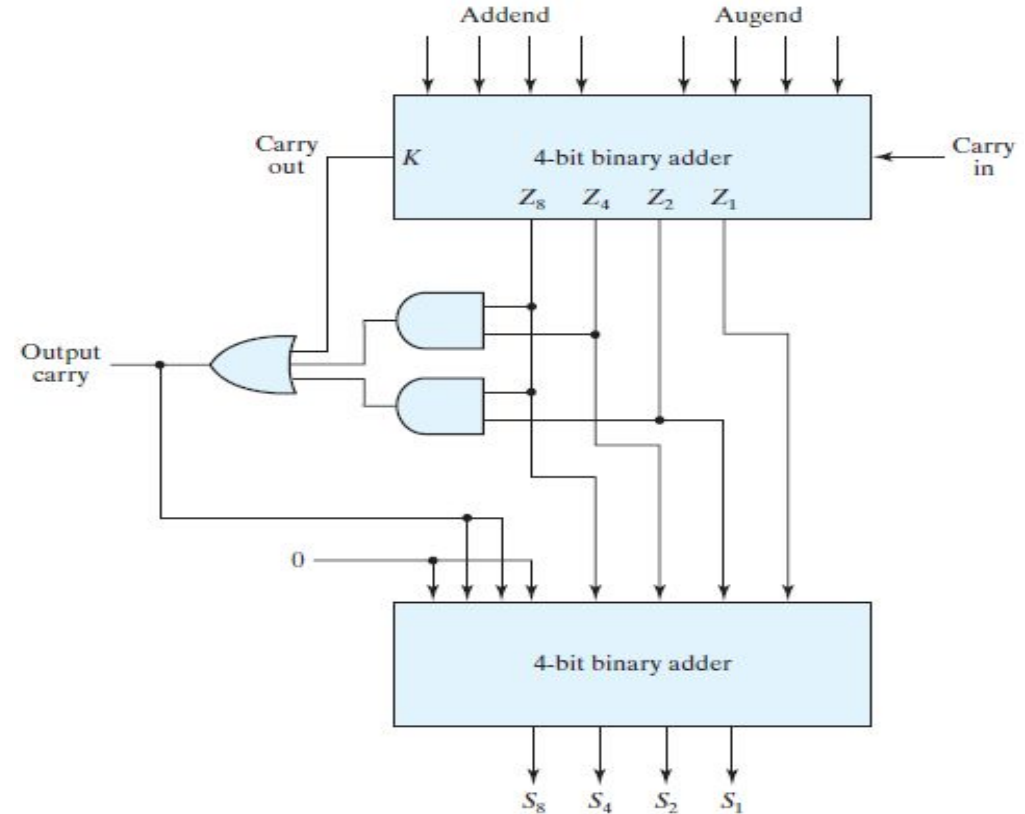 Addend Augend
Carry out
K
4-bit binary adder
Carry in
Z₈ Z₄ Z₂ Z₁
Output carry
0
4-bit binary adder
S₈ S₄ S₂ S₁